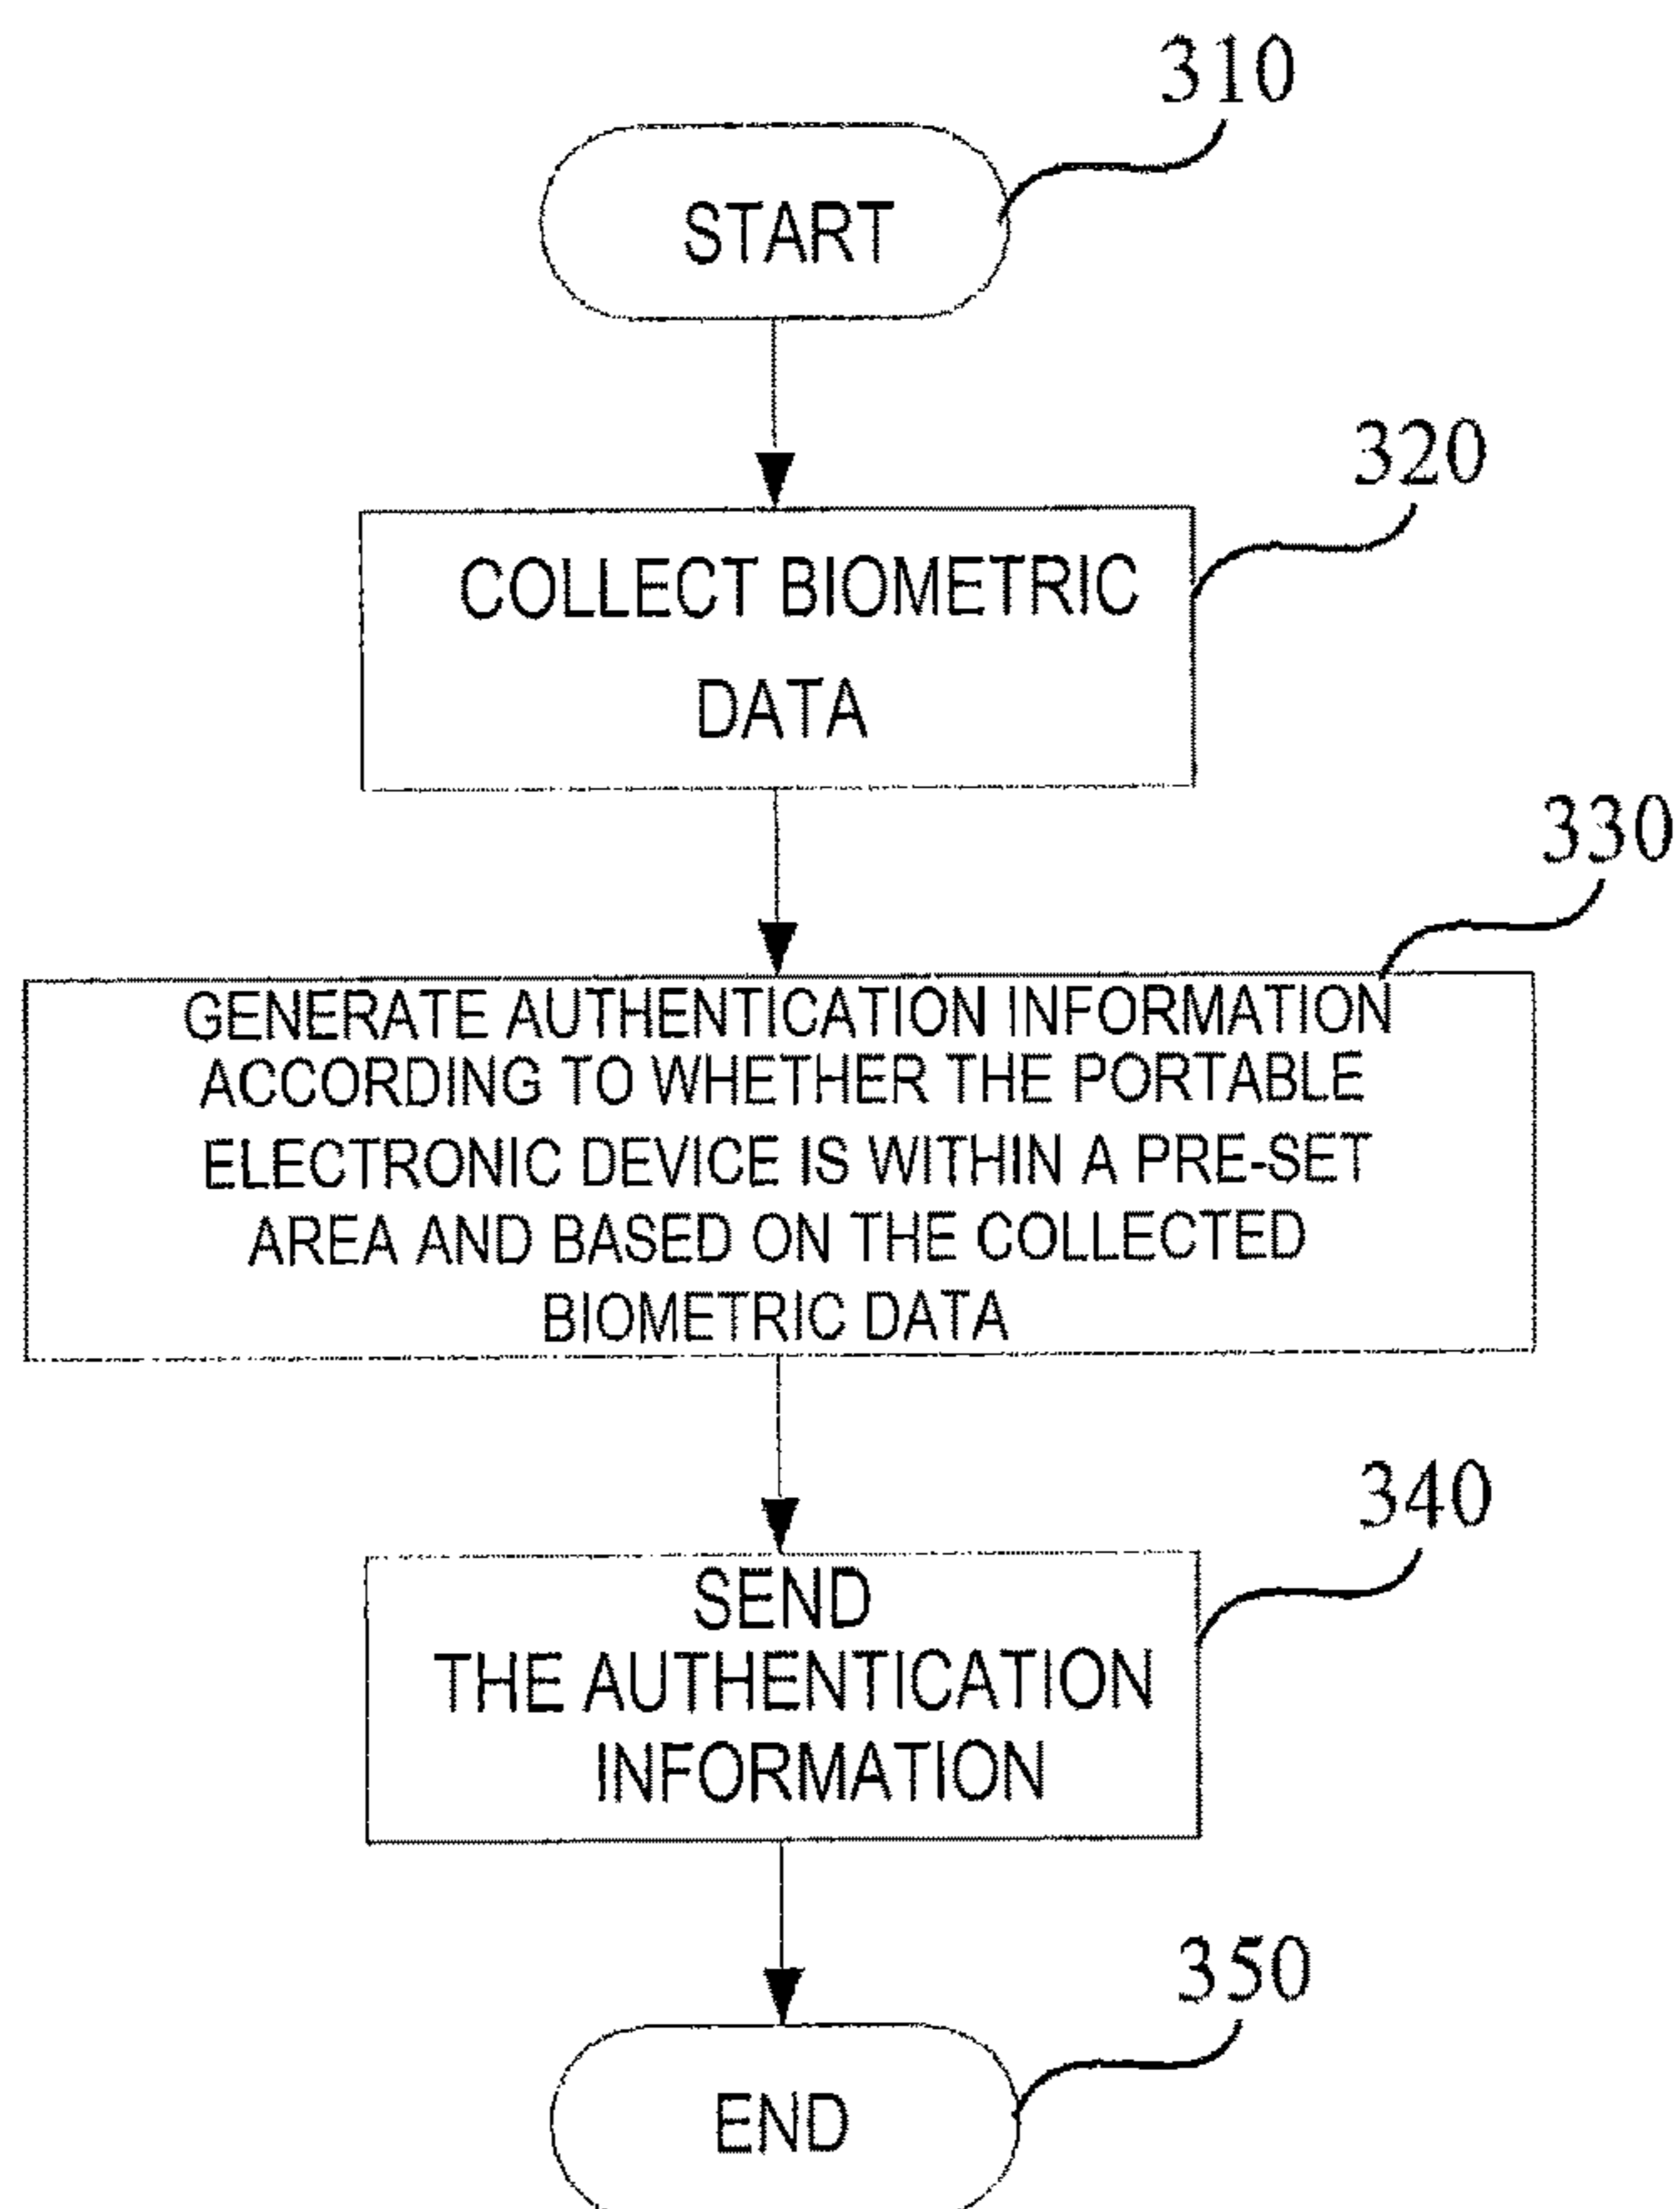 310
START
320
COLLECT BIOMETRIC
DATA
330
GENERATE AUTHENTICATION INFORMATION
ACCORDING TO WHETHER THE PORTABLE
ELECTRONIC DEVICE IS WITHIN A PRE-SET
AREA AND BASED ON THE COLLECTED
BIOMETRIC DATA
340
SEND
THE AUTHENTICATION
INFORMATION
350
END